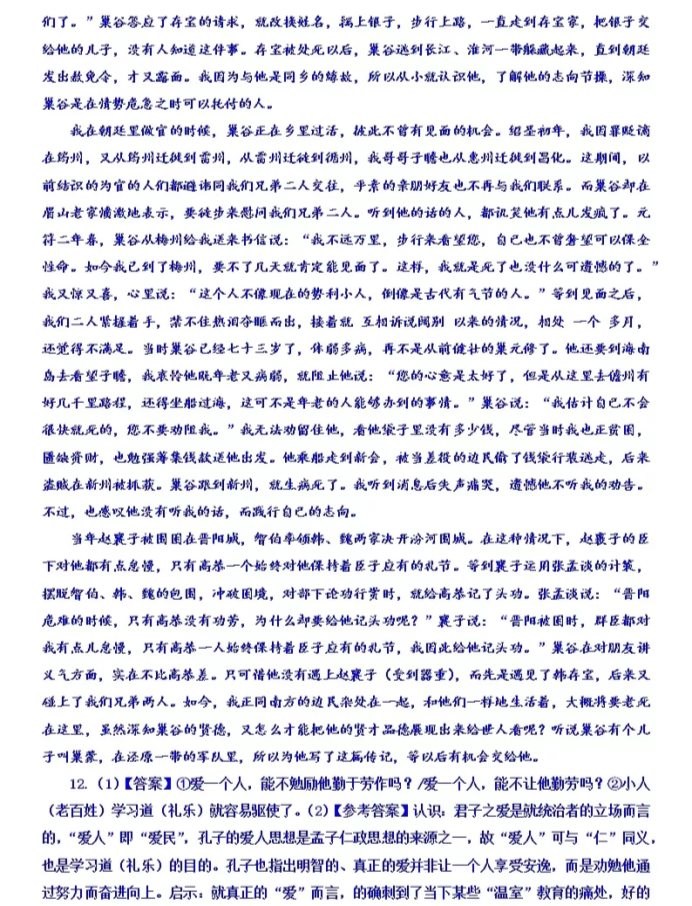 们了。”巢谷答应了存宝的请求，就改换姓名，揣上银子，步行上路，一直走到存宝家，把银子交
给他的儿子，没有人知道这件事。存宝被处死以后，巢谷逃到长江、淮河一带躲藏起来，直到朝廷
发出赦免令，才又露面。我因为与他是同乡的缘故，所以从小就认识他，了解他的志向节操，深知
巢谷是在情势危急之时可以托付的人。
我在朝廷里做官的时候，巢谷正在乡里过活，彼此不曾有见面的机会。绍圣初年，我因罪贬谪
在筠州，又从筠州迁徙到雷州，从雷州迁徙到循州，我哥哥子瞻也从惠州迁徙到昌化。这期间，以
前结识的为官的人们都避讳同我们兄弟二人交往，平素的亲朋好友也不再与我们联系。而巢谷却在
眉山老家慷激地表示，要徒步来慰问我们兄弟二人。听到他的话的人，都讥笑他有点儿发疯了。元
符二年春，巢谷从梅州给我送来书信说：“我不远万里，步行来看望您，自己也不曾奢望可以保全
性命。如今我已到了梅州，要不了几天就肯定能见面了。这样，我就是死了也没什么可遗憾的了。”
我又惊又喜，心里说：“这个人不像现在的势利小人，倒像是古代有气节的人。”等到见面之后，
我们二人紧握着手，禁不住热泪夺眶而出，接着就 互相诉说阔别 以来的情况，相处 一个 多月，
还觉得不满足。当时巢谷已经七十三岁了，体弱多病，再不是从前健壮的巢元修了。他还要到海南
岛去看望子瞻，我哀怜他既年老又病弱，就阻止他说：“您的心意是太好了，但是从这里去儋州有
好几千里路程，还得坐船过海，这可不是年老的人能够办到的事情。”巢谷说：“我估计自己不会
很快就死的，您不要劝阻我。”我无法劝留住他，看他袋子里没有多少钱，尽管当时我也正贫困，
匮缺资财，也勉强筹集钱款送他出发。他乘船走到新会，被当差役的边民偷了钱袋行装逃走，后来
盗贼在新州被抓获。巢谷跟到新州，就生病死了。我听到消息后失声痛哭，遗憾他不听我的劝告。
不过，也感叹他没有听我的话，而践行自己的志向。
当年赵襄子被围困在晋阳城，智伯率领韩、魏两家决开汾河围城。在这种情况下，赵襄子的臣
下对他都有点怠慢，只有高恭一个始终对他保持着臣子应有的礼节。等到襄子运用张孟谈的计策，
摆脱智伯、韩、魏的包围，冲破困境，对部下论功行赏时，就给高恭记了头功。张孟谈说：“晋阳
危难的时候，只有高恭没有功劳，为什么却要给他记头功呢？”襄子说：“晋阳被困时，群臣都对
我有点儿怠慢，只有高恭一人始终保持着臣子应有的礼节，我因此给他记头功。”巢谷在对朋友讲
义气方面，实在不比高恭差。只可惜他没有遇上赵襄子（受到器重），而先是遇见了韩存宝，后来又
碰上了我们兄弟两人。如今，我正同南方的边民杂处在一起，和他们一样地生活着，大概将要老死
在这里，虽然深知巢谷的贤德，又怎么才能把他的贤才品德展现出来给世人看呢？听说巢谷有个儿
子叫巢蒙，在泾原一带的军队里，所以为他写了这篇传记，等以后有机会交给他。
12.（1）【答案】①爱一个人，能不勉励他勤于劳作吗？/爱一个人，能不让他勤劳吗？②小人
（老百姓）学习道（礼乐）就容易驱使了。（2）【参考答案】认识：君子之爱是就统治者的立场而言
的，“爱人”即“爱民”，孔子的爱人思想是孟子仁政思想的来源之一，故“爱人”可与“仁”同义，
也是学习道（礼乐）的目的。孔子也指出明智的、真正的爱并非让一个人享受安逸，而是劝勉他通
过努力而奋进向上。启示：就真正的“爱”而言，的确刺到了当下某些“温室”教育的痛处，好的